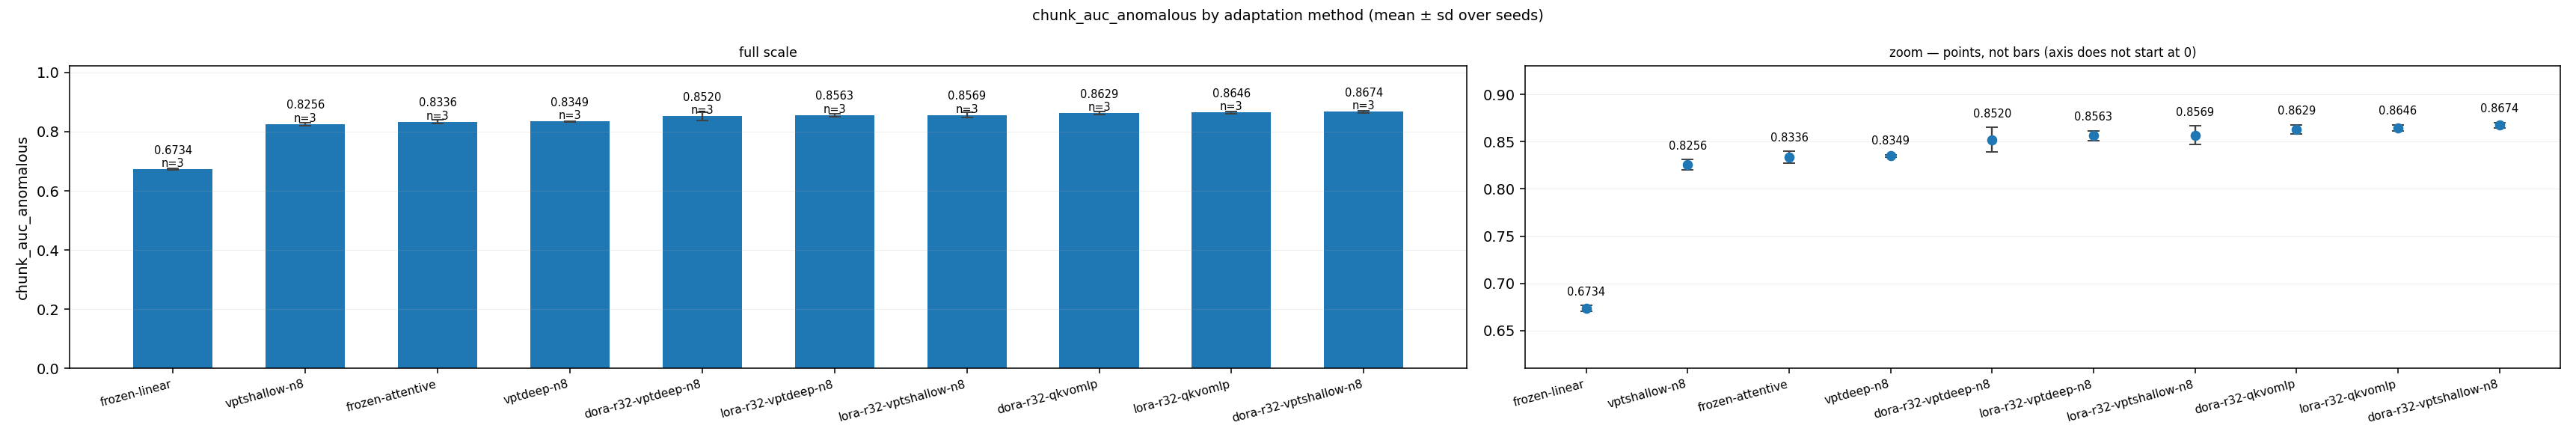 chunk_auc_anomalous by adaptation method (mean ± sd over seeds)
full scale
chunk_auc_anomalous
1.0
0.8
0.6
0.4
0.2
0.0
0.6734
n=3
0.8256
n=3
0.8336
n=3
0.8349
n=3
0.8520
n=3
0.8563
n=3
0.8569
n=3
0.8629
n=3
0.8646
n=3
0.8674
n=3
frozen-linear
vptshallow-n8
frozen-attentive
vptdeep-n8
dora-r32-vptdeep-n8
lora-r32-vptdeep-n8
lora-r32-vptshallow-n8
dora-r32-qkvomlp
lora-r32-qkvomlp
dora-r32-vptshallow-n8
zoom — points, not bars (axis does not start at 0)
0.90
0.85
0.80
0.75
0.70
0.65
0.6734
0.8256
0.8336
0.8349
0.8520
0.8563
0.8569
0.8629
0.8646
0.8674
frozen-linear
vptshallow-n8
frozen-attentive
vptdeep-n8
dora-r32-vptdeep-n8
lora-r32-vptdeep-n8
lora-r32-vptshallow-n8
dora-r32-qkvomlp
lora-r32-qkvomlp
dora-r32-vptshallow-n8